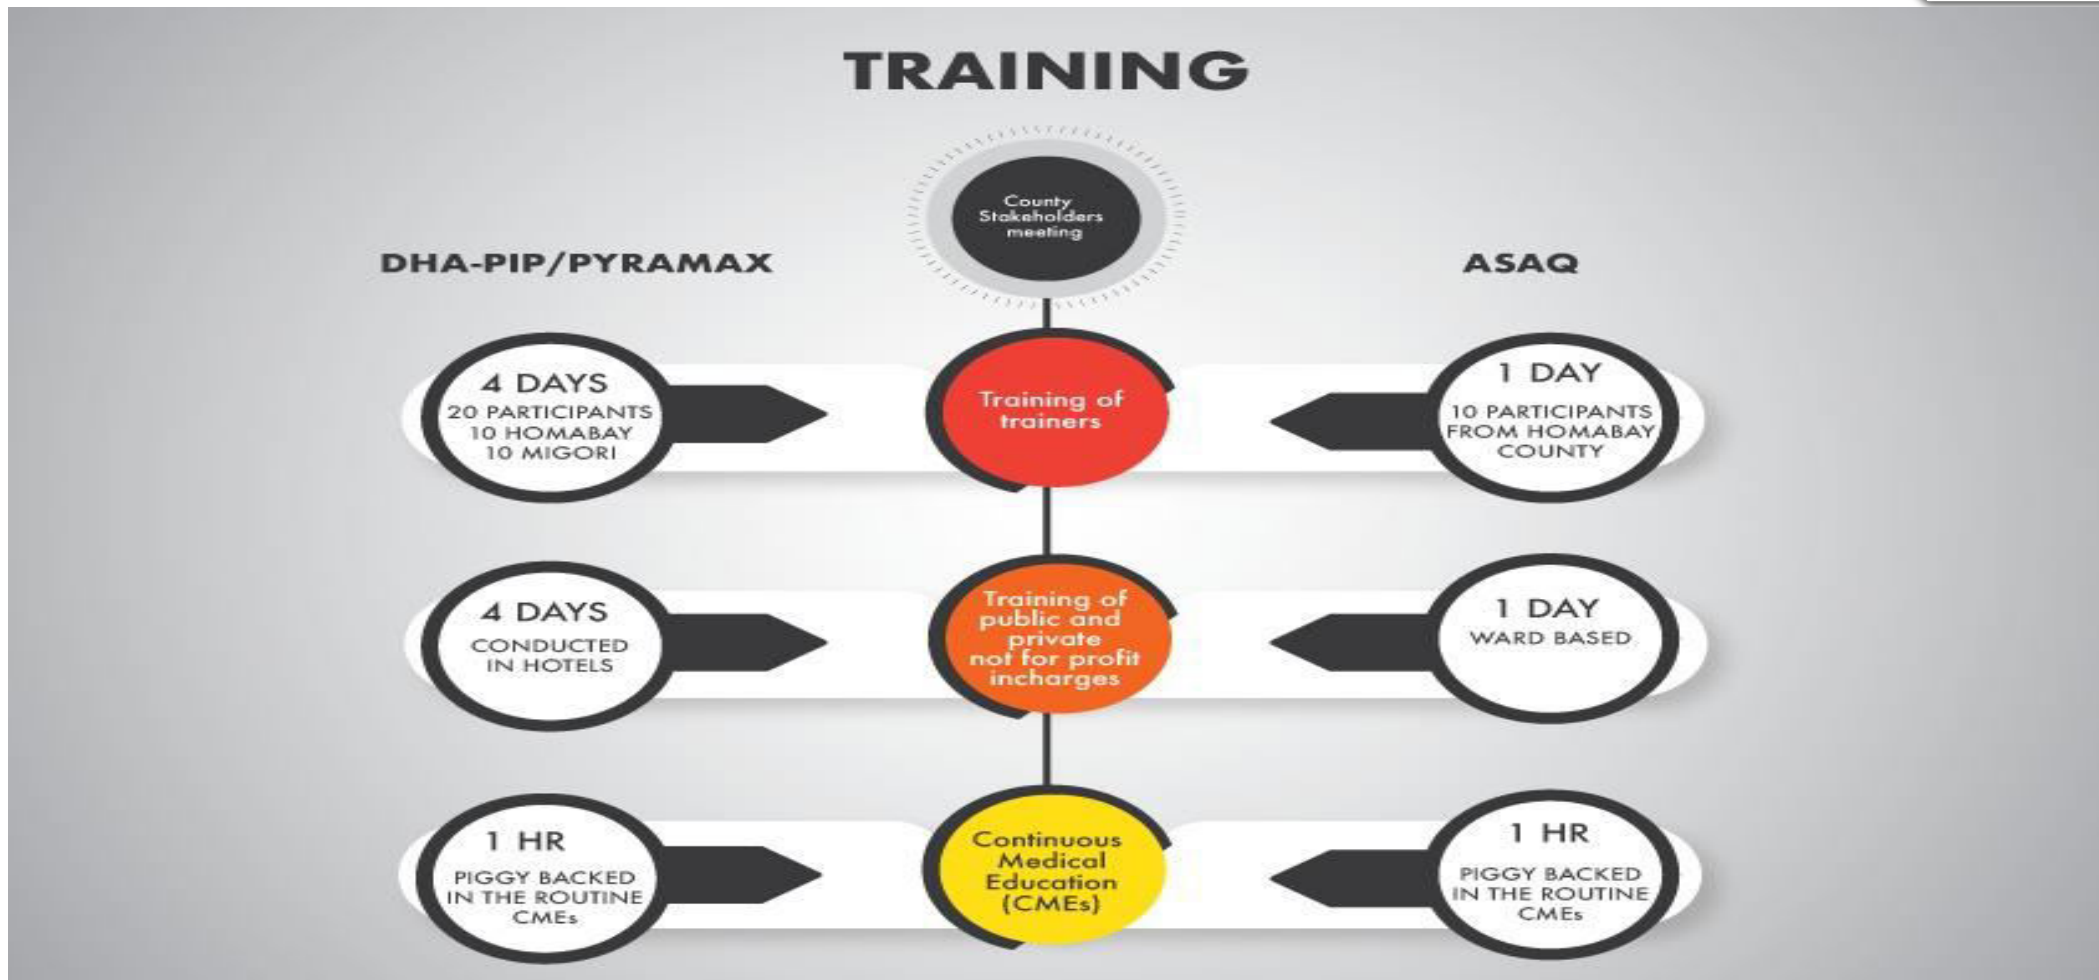 TRAINING
County
Stakeholders
meeting
DHA-PIP/PYRAMAX
ASAQ
4 DAYS
20 PARTICIPANTS
10 HOMABAY
10 MIGORI
Training of
trainers
1 DAY
10 PARTICIPANTS
FROM HOMABAY
COUNTY
4 DAYS
CONDUCTED
IN HOTELS
Training of
public and
private
not for profit
incharges
1 DAY
WARD BASED
1 HR
PIGGY BACKED
IN THE ROUTINE
CMEs
Continuous
Medical
Education
(CMEs)
1 HR
PIGGY BACKED
IN THE ROUTINE
CMEs